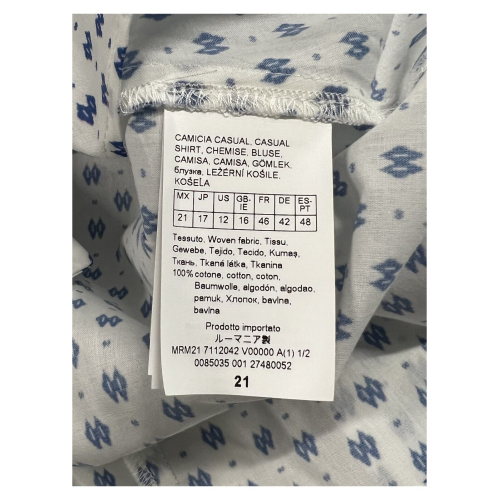 CAMICIA CASUAL, CASUAL
SHIRT, CHEMISE, BLUSE,
CAMISA, CAMISA, GÖMLEK,
блузка, LEŽÉRNÍ KOŠILE,
KOŠEĽA
MX JP US GB-IE FR DE ES-PT
21 17 12 16 46 42 48
Tessuto, Woven fabric, Tissu,
Gewebe, Tejido, Tecido, Kumaş,
Ткань, Tkaná látka, Tkanina
100% cotone, cotton, coton,
Baumwolle, algodón, algodao,
pamuk, Хлопок, bavlna,
bavlna
Prodotto importato
ルーマニア製
MRM21 7112042 V00000 A(1) 1/2
0085035 001 27480052
21